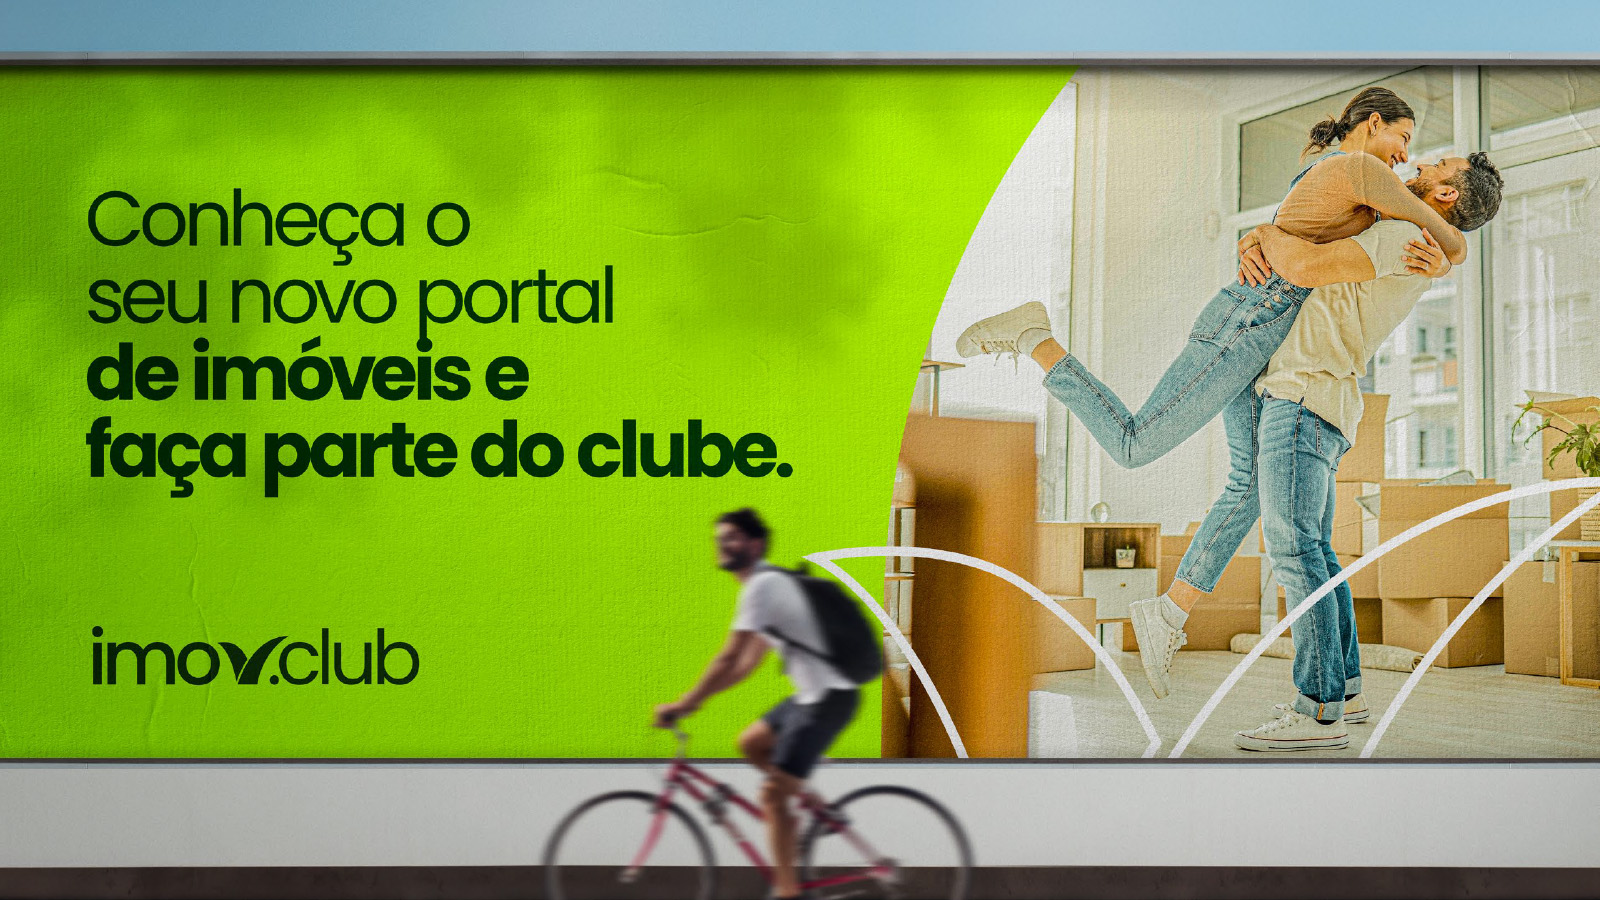 Conheça o
seu novo portal
de imóveis e
faça parte do clube.
imov.club